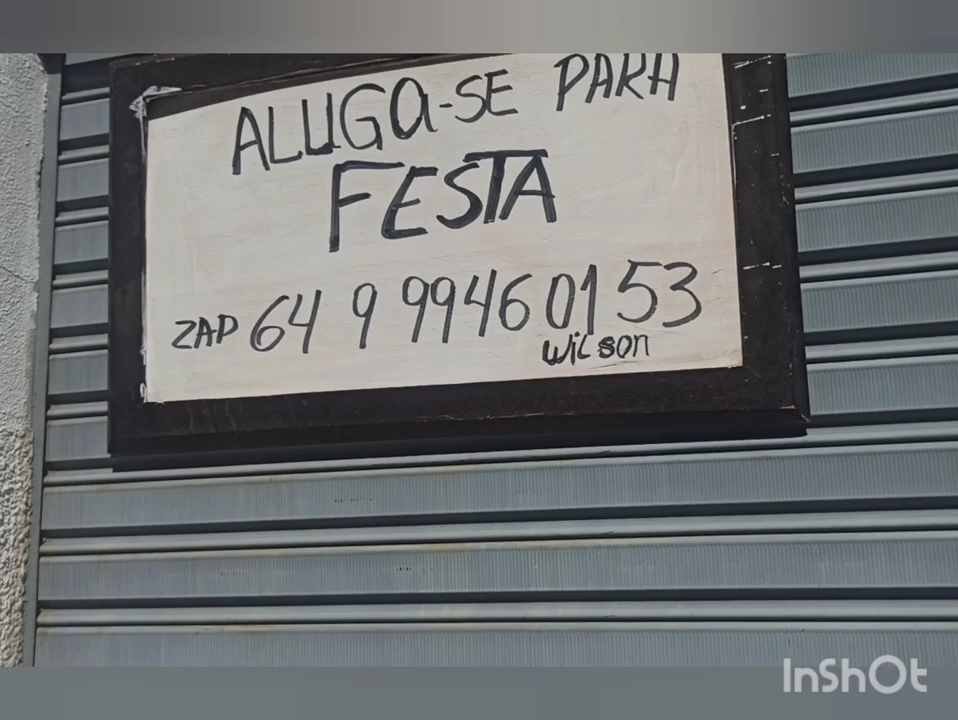 ALUGA-SE PARA
FESTA
ZAP 64 9 99460153
Wilson
InShOt